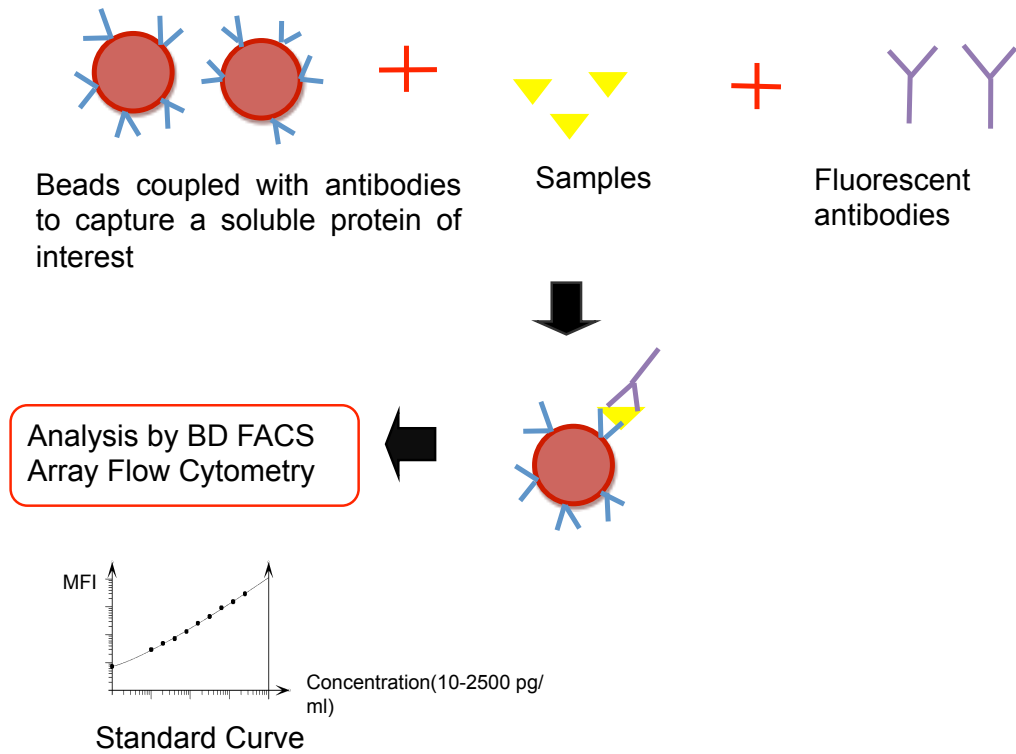 Beads coupled with antibodies
to capture a soluble protein of
interest
Samples
Fluorescent
antibodies
Analysis by BD FACS
Array Flow Cytometry
MFI
Concentration(10-2500 pg/
ml)
Standard Curve